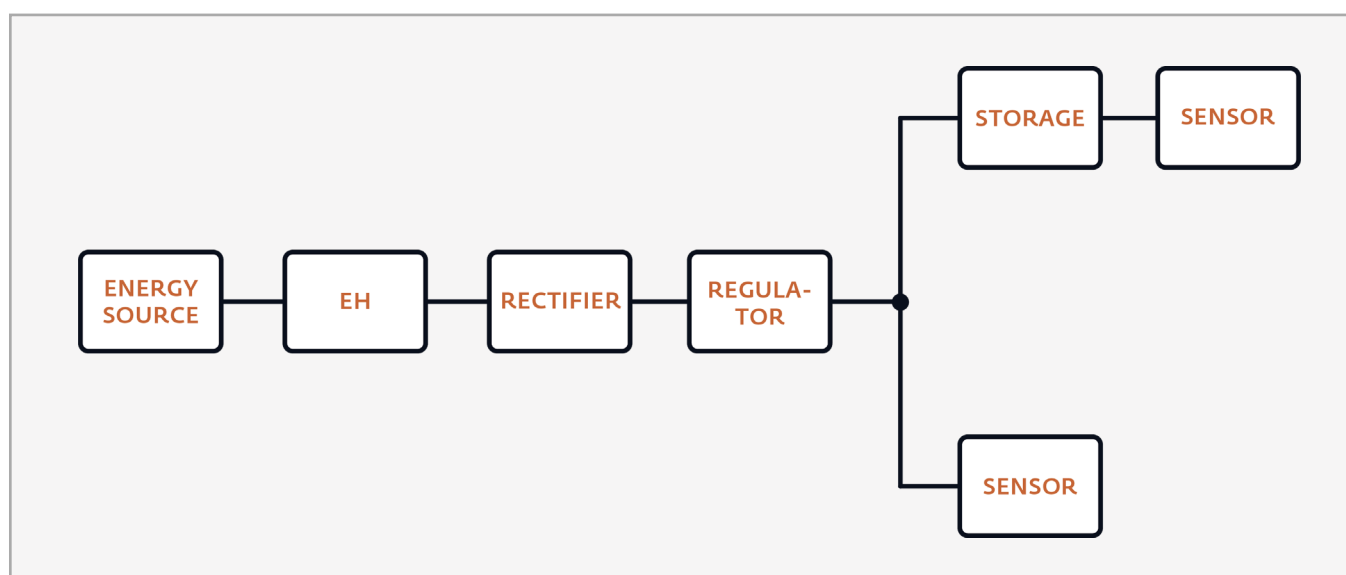 STORAGE
SENSOR
ENERGY
SOURCE
EH
RECTIFIER
REGULA-
TOR
SENSOR